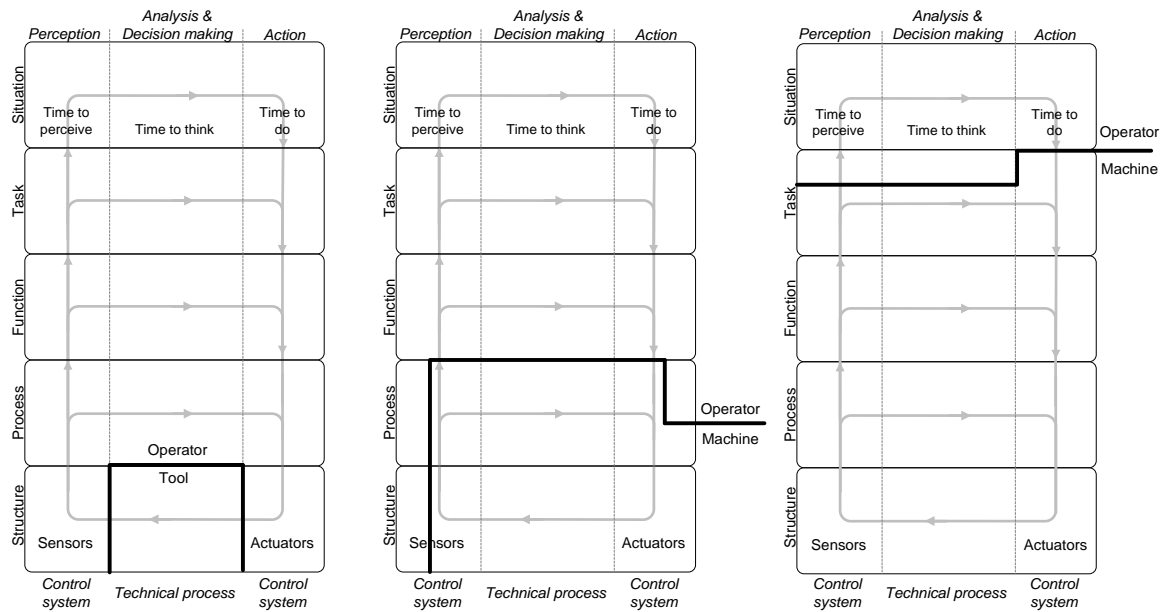 Analysis &
Perception Decision making Action
Situation
Time to
perceive
Time to think
Time to
do
Task
Function
Process
Operator
Tool
Structure
Sensors
Actuators
Control
system
Technical process
Control
system
Analysis &
Perception Decision making Action
Situation
Time to
perceive
Time to think
Time to
do
Task
Function
Process
Operator
Machine
Structure
Sensors
Actuators
Control
system
Technical process
Control
system
Analysis &
Perception Decision making Action
Situation
Time to
perceive
Time to think
Time to
do
Operator
Machine
Task
Function
Process
Structure
Sensors
Actuators
Control
system
Technical process
Control
system